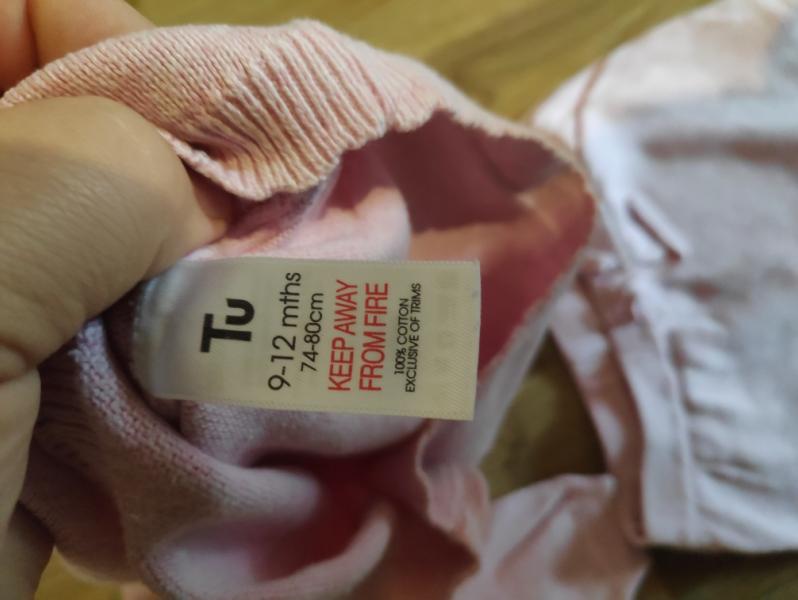 Tu
9-12 mths
74-80cm
KEEP AWAY
FROM FIRE
100% COTTON
EXCLUSIVE OF TRIMS